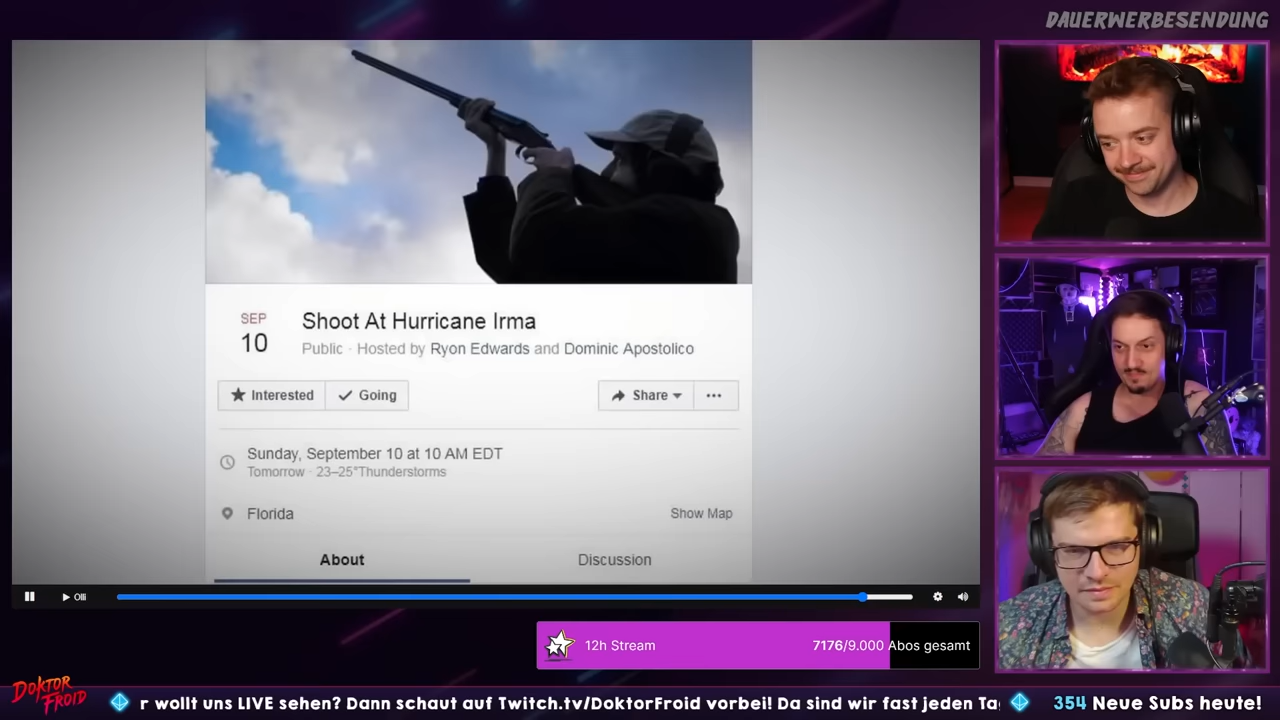 DAUERWERBESENDUNG
SEP
10
Shoot At Hurricane Irma
Public · Hosted by Ryon Edwards and Dominic Apostolico
Interested
Going
Share
Sunday, September 10 at 10 AM EDT
Tomorrow · 23–25° Thunderstorms
Florida
Show Map
About
Discussion
Olli
12h Stream
7176/9.000 Abos gesamt
DOKTOR
FROID
r wollt uns LIVE sehen? Dann schaut auf Twitch.tv/DoktorFroid vorbei! Da sind wir fast jeden Ta
354 Neue Subs heute!